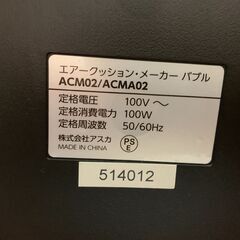 エアークッション・メーカー バブル
ACM02/ACMA02
定格電圧 100V～
定格消費電力 100W
定格周波数 50/60Hz
株式会社アスカ
MADE IN CHINA
PS
E
514012